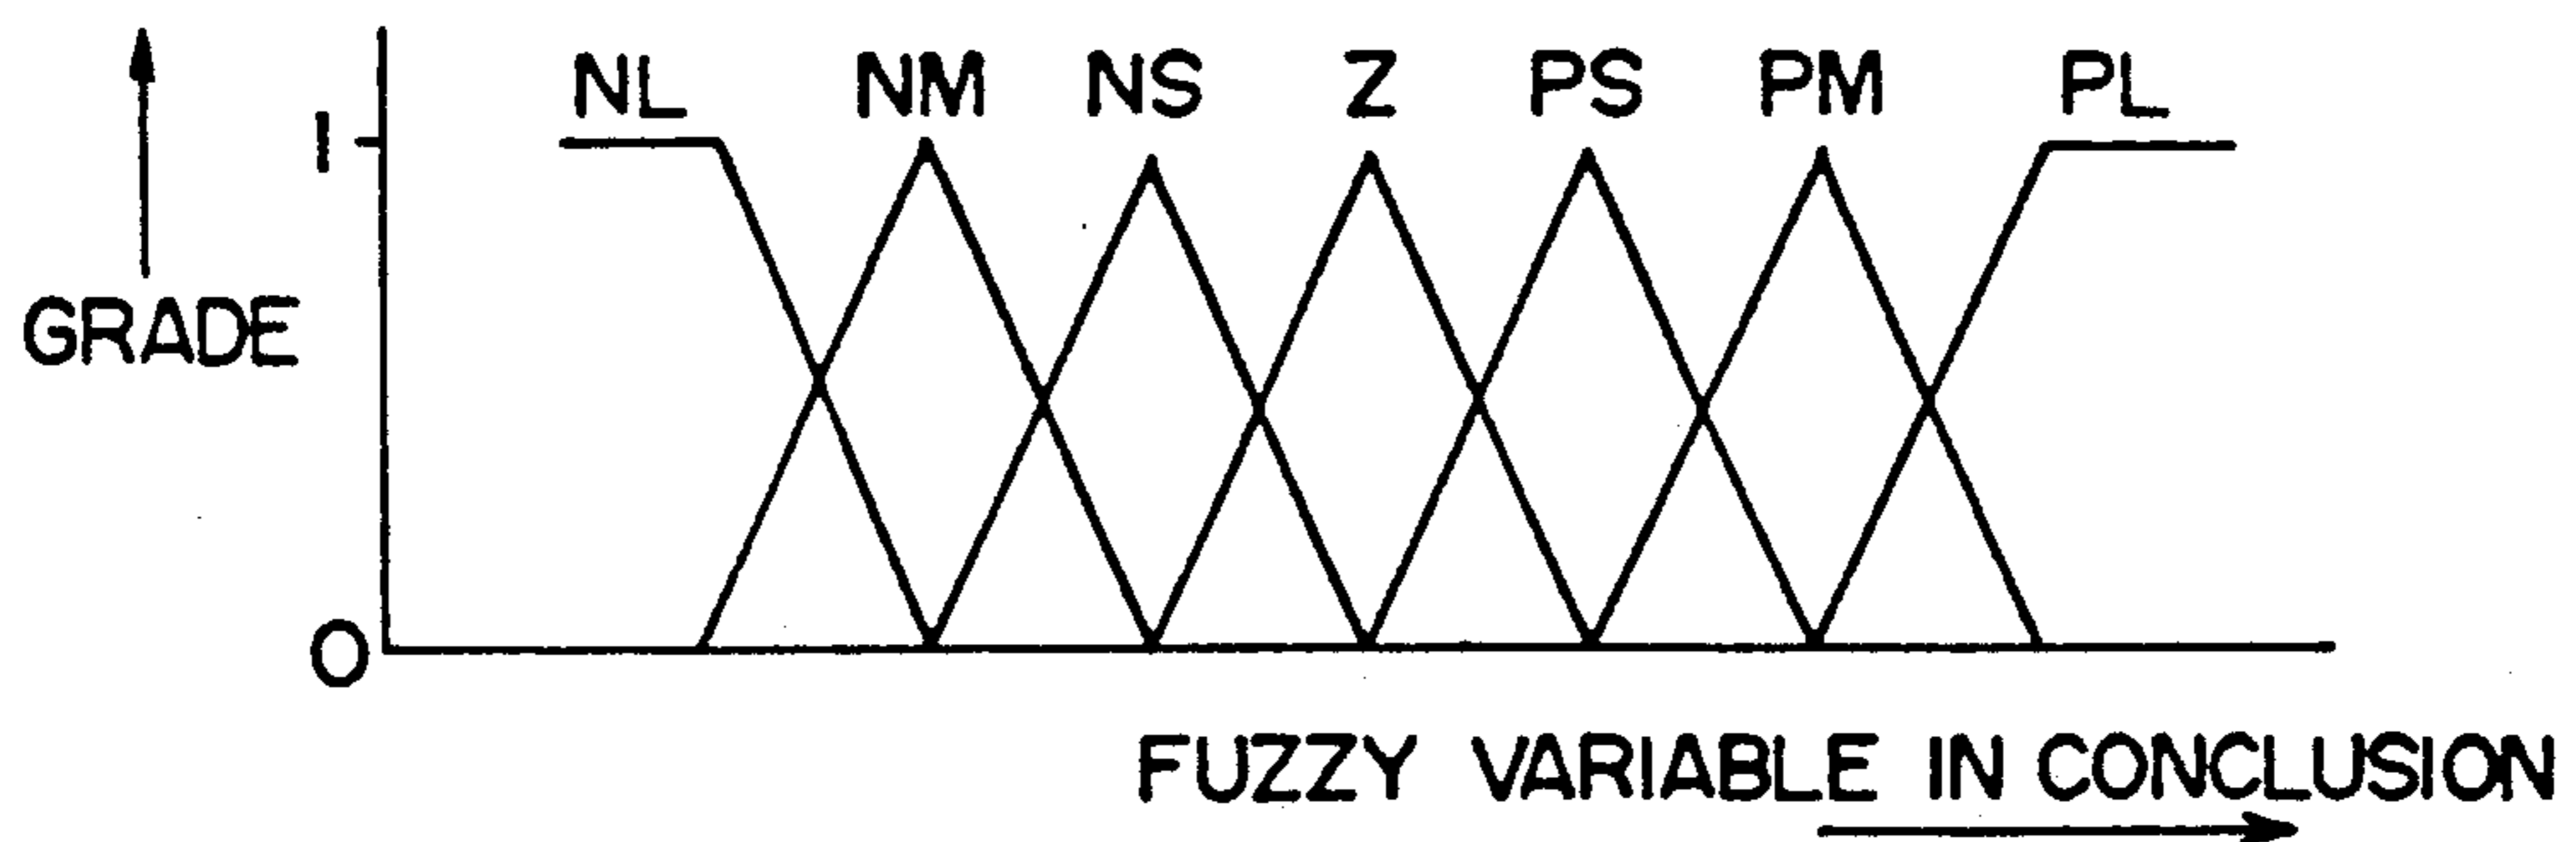 NL NM NS Z PS PM PL
1
GRADE
0
FUZZY VARIABLE IN CONCLUSION